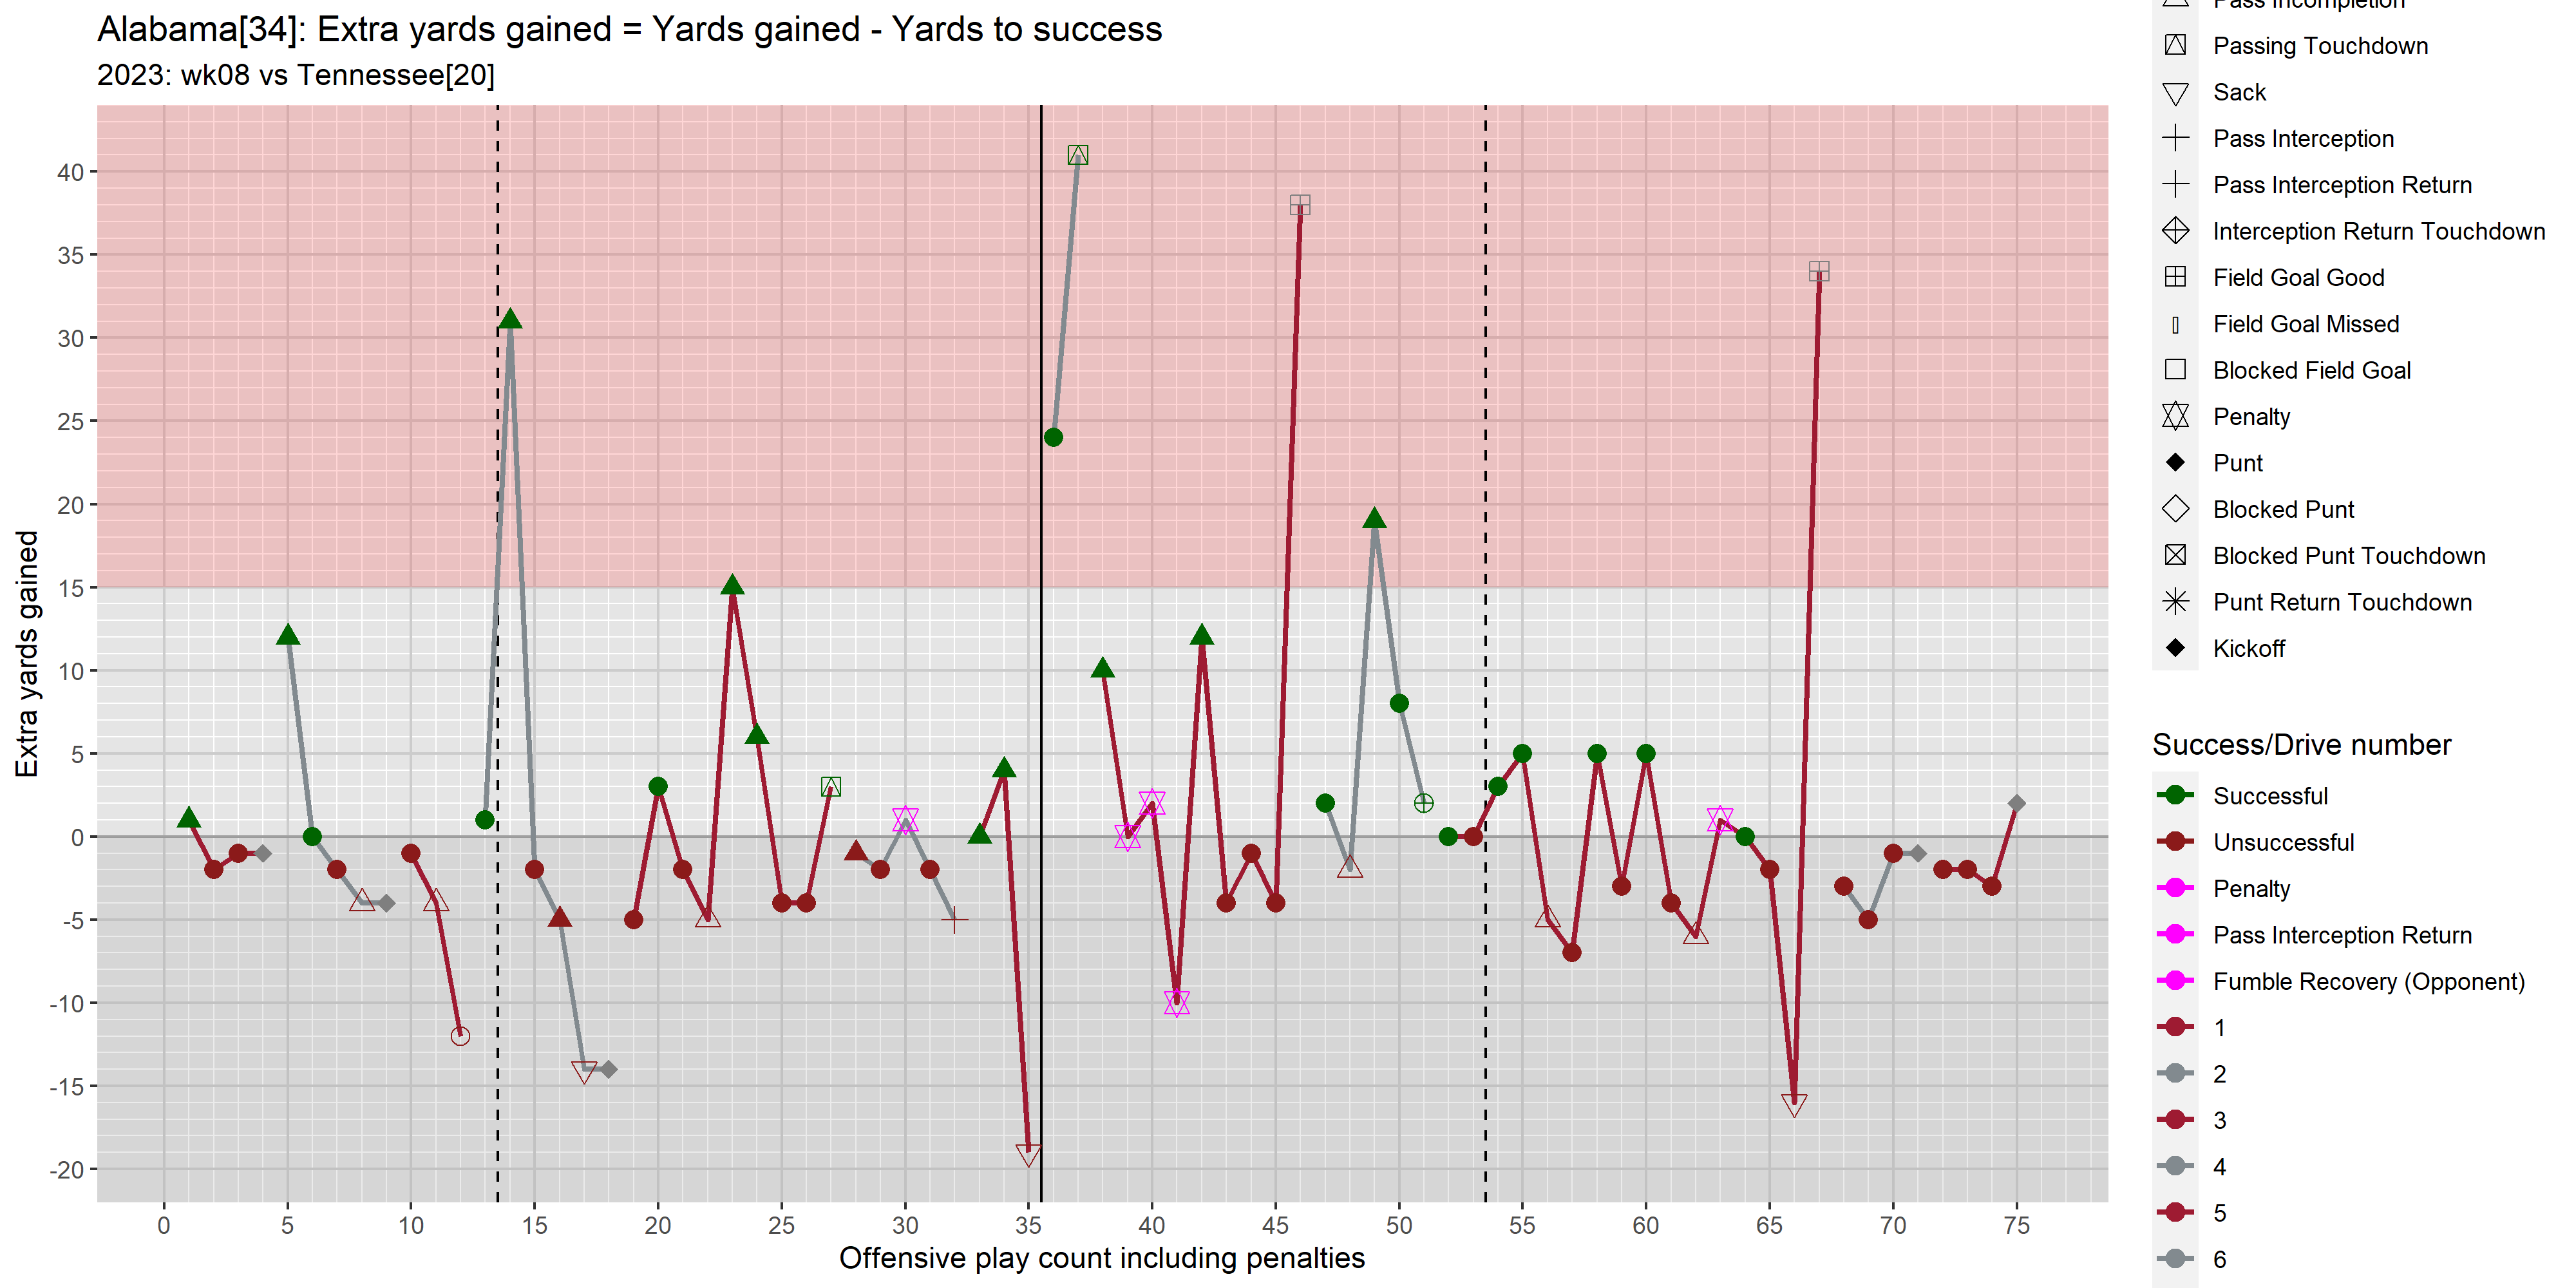 Alabama[34]: Extra yards gained = Yards gained - Yards to success
2023: wk08 vs Tennessee[20]
Extra yards gained
40
35
30
25
20
15
10
5
0
-5
-10
-15
-20
0 5 10 15 20 25 30 35 40 45 50 55 60 65 70 75
Offensive play count including penalties
Pass Incompletion
Passing Touchdown
Sack
Pass Interception
Pass Interception Return
Interception Return Touchdown
Field Goal Good
Field Goal Missed
Blocked Field Goal
Penalty
Punt
Blocked Punt
Blocked Punt Touchdown
Punt Return Touchdown
Kickoff
Success/Drive number
Successful
Unsuccessful
Penalty
Pass Interception Return
Fumble Recovery (Opponent)
1
2
3
4
5
6